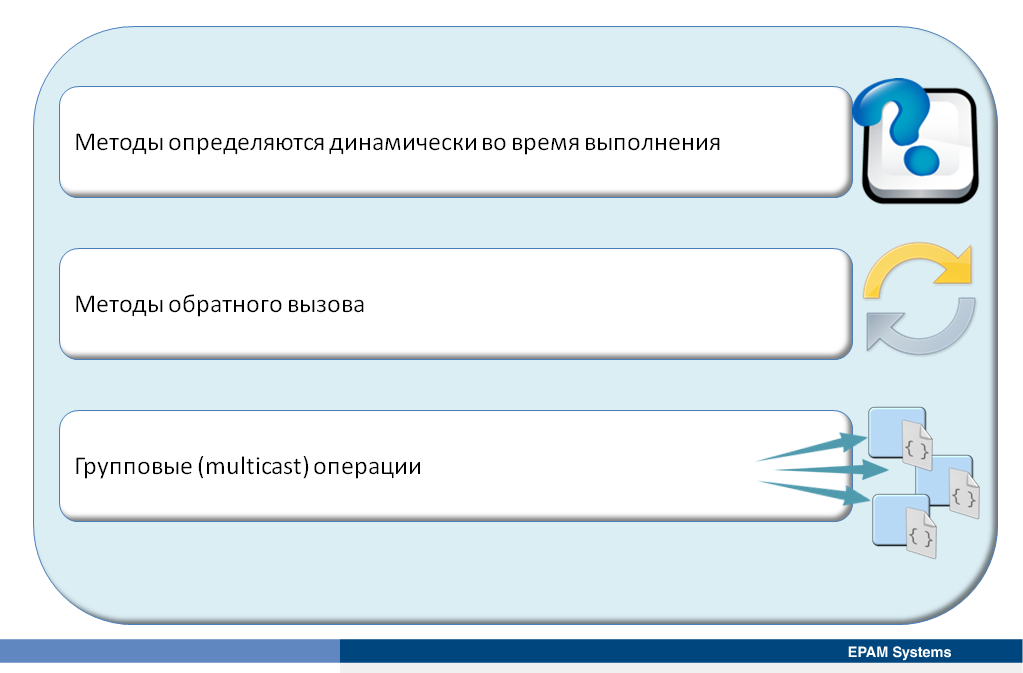 Методы определяются динамически во время выполнения
Методы обратного вызова
Групповые (multicast) операции
{ }
{ }
{ }
EPAM Systems